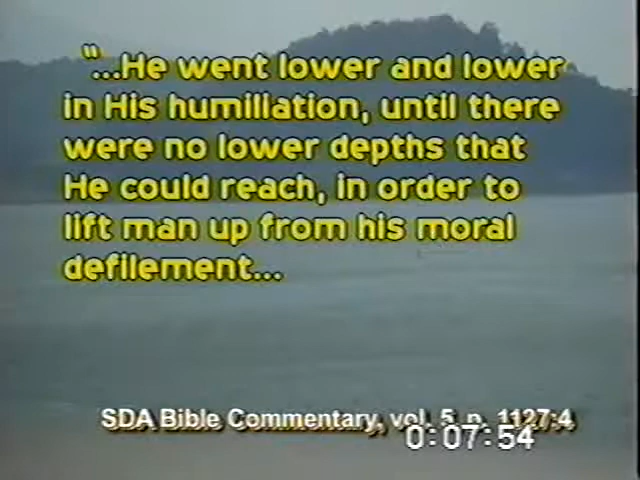 "...He went lower and lower
in His humiliation, until there
were no lower depths that
He could reach, in order to
lift man up from his moral
defilement...
SDA Bible Commentary, vol. 5, p. 1127:4
0:07:54